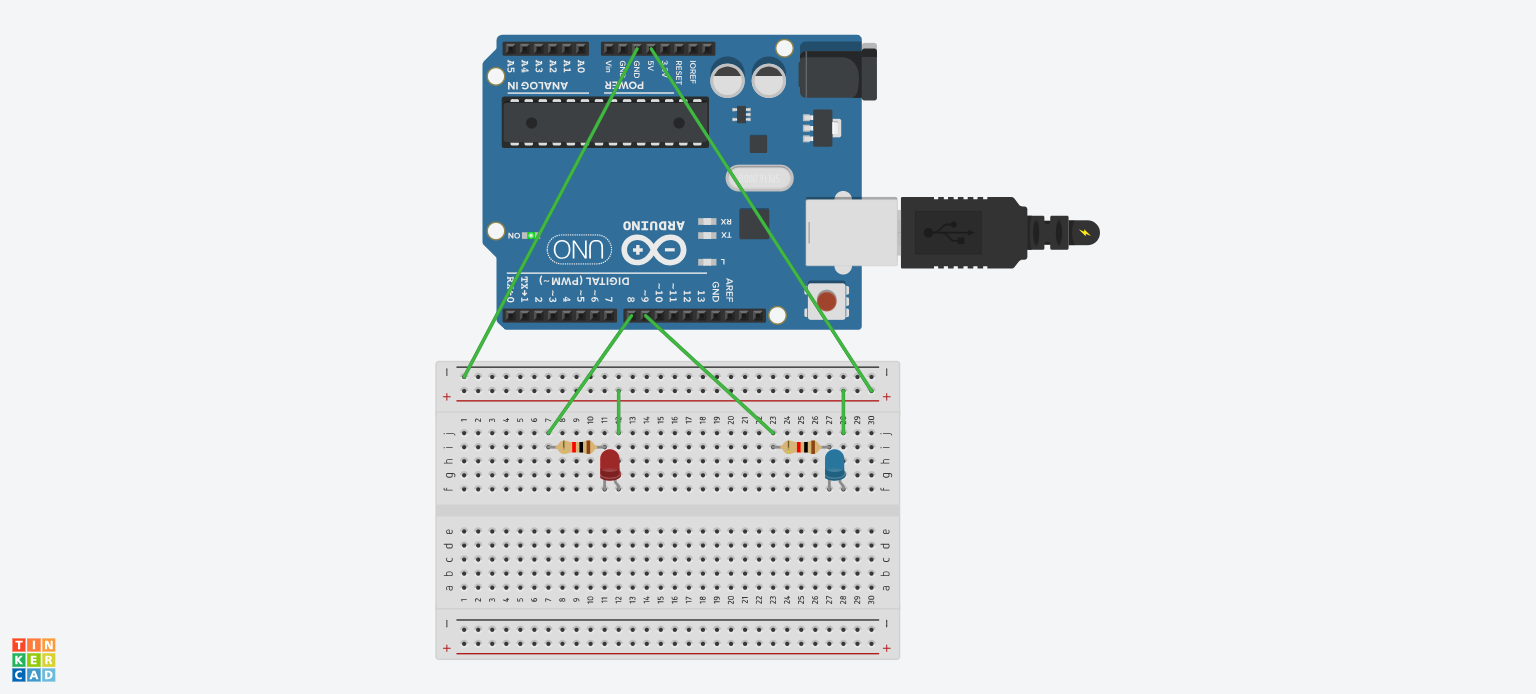 A5 A4 A3 A2 A1 A0
Vin GND GND 5V 3.3V RESET IOREF
ANALOG IN
POWER
RX
TX
L
ON
UNO
ARDUINO
DIGITAL (PWM~)
RX←0 TX→1 2 ~3 4 ~5 ~6 7 8 ~9 ~10 ~11 12 13 GND AREF
− −
+ +
1 2 3 4 5 6 7 8 9 10 11 12 13 14 15 16 17 18 19 20 21 22 23 24 25 26 27 28 29 30
j j
i i
h h
g g
f f
e e
d d
c c
b b
a a
1 2 3 4 5 6 7 8 9 10 11 12 13 14 15 16 17 18 19 20 21 22 23 24 25 26 27 28 29 30
− −
+ +
TIN
KER
CAD